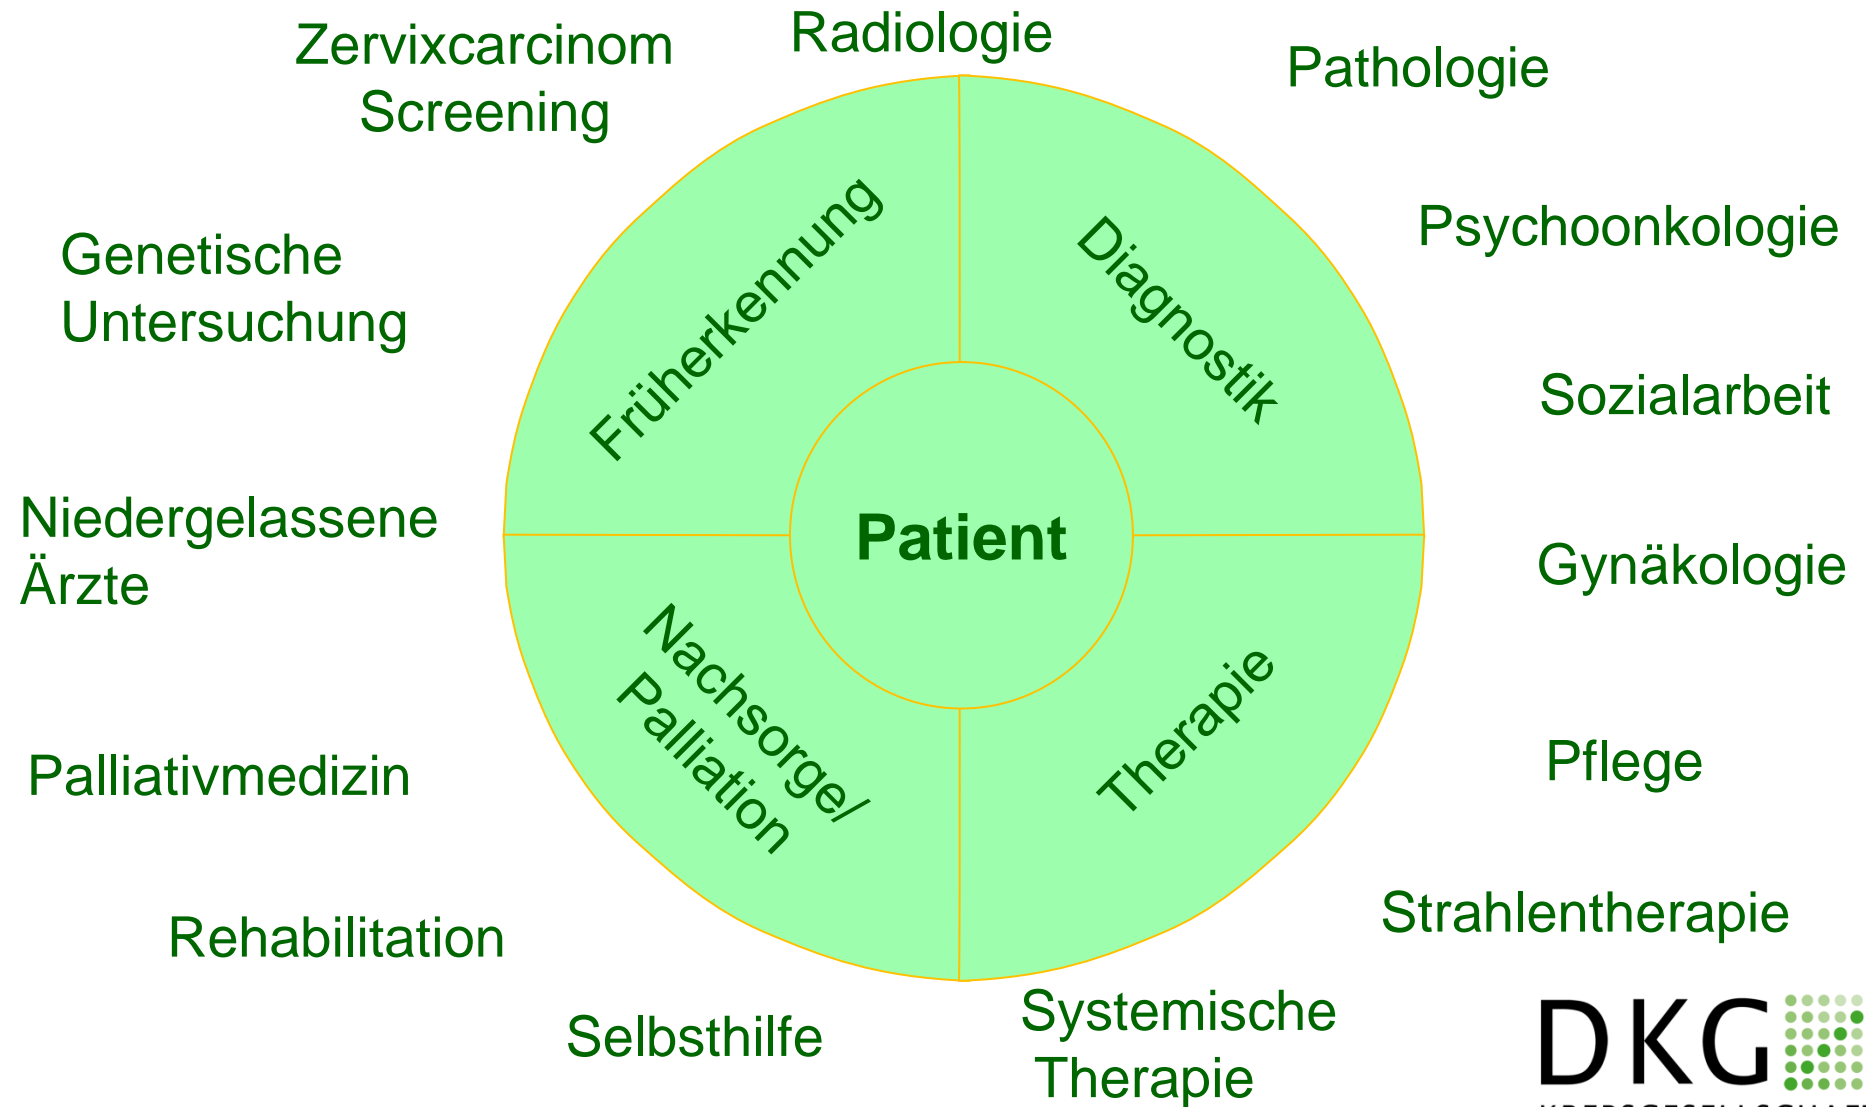 Zervixcarcinom
Screening
Radiologie
Pathologie
Psychoonkologie
Sozialarbeit
Gynäkologie
Pflege
Strahlentherapie
Systemische
Therapie
Selbsthilfe
Rehabilitation
Palliativmedizin
Niedergelassene
Ärzte
Genetische
Untersuchung
Früherkennung
Diagnostik
Therapie
Nachsorge/
Palliation
Patient
DKG